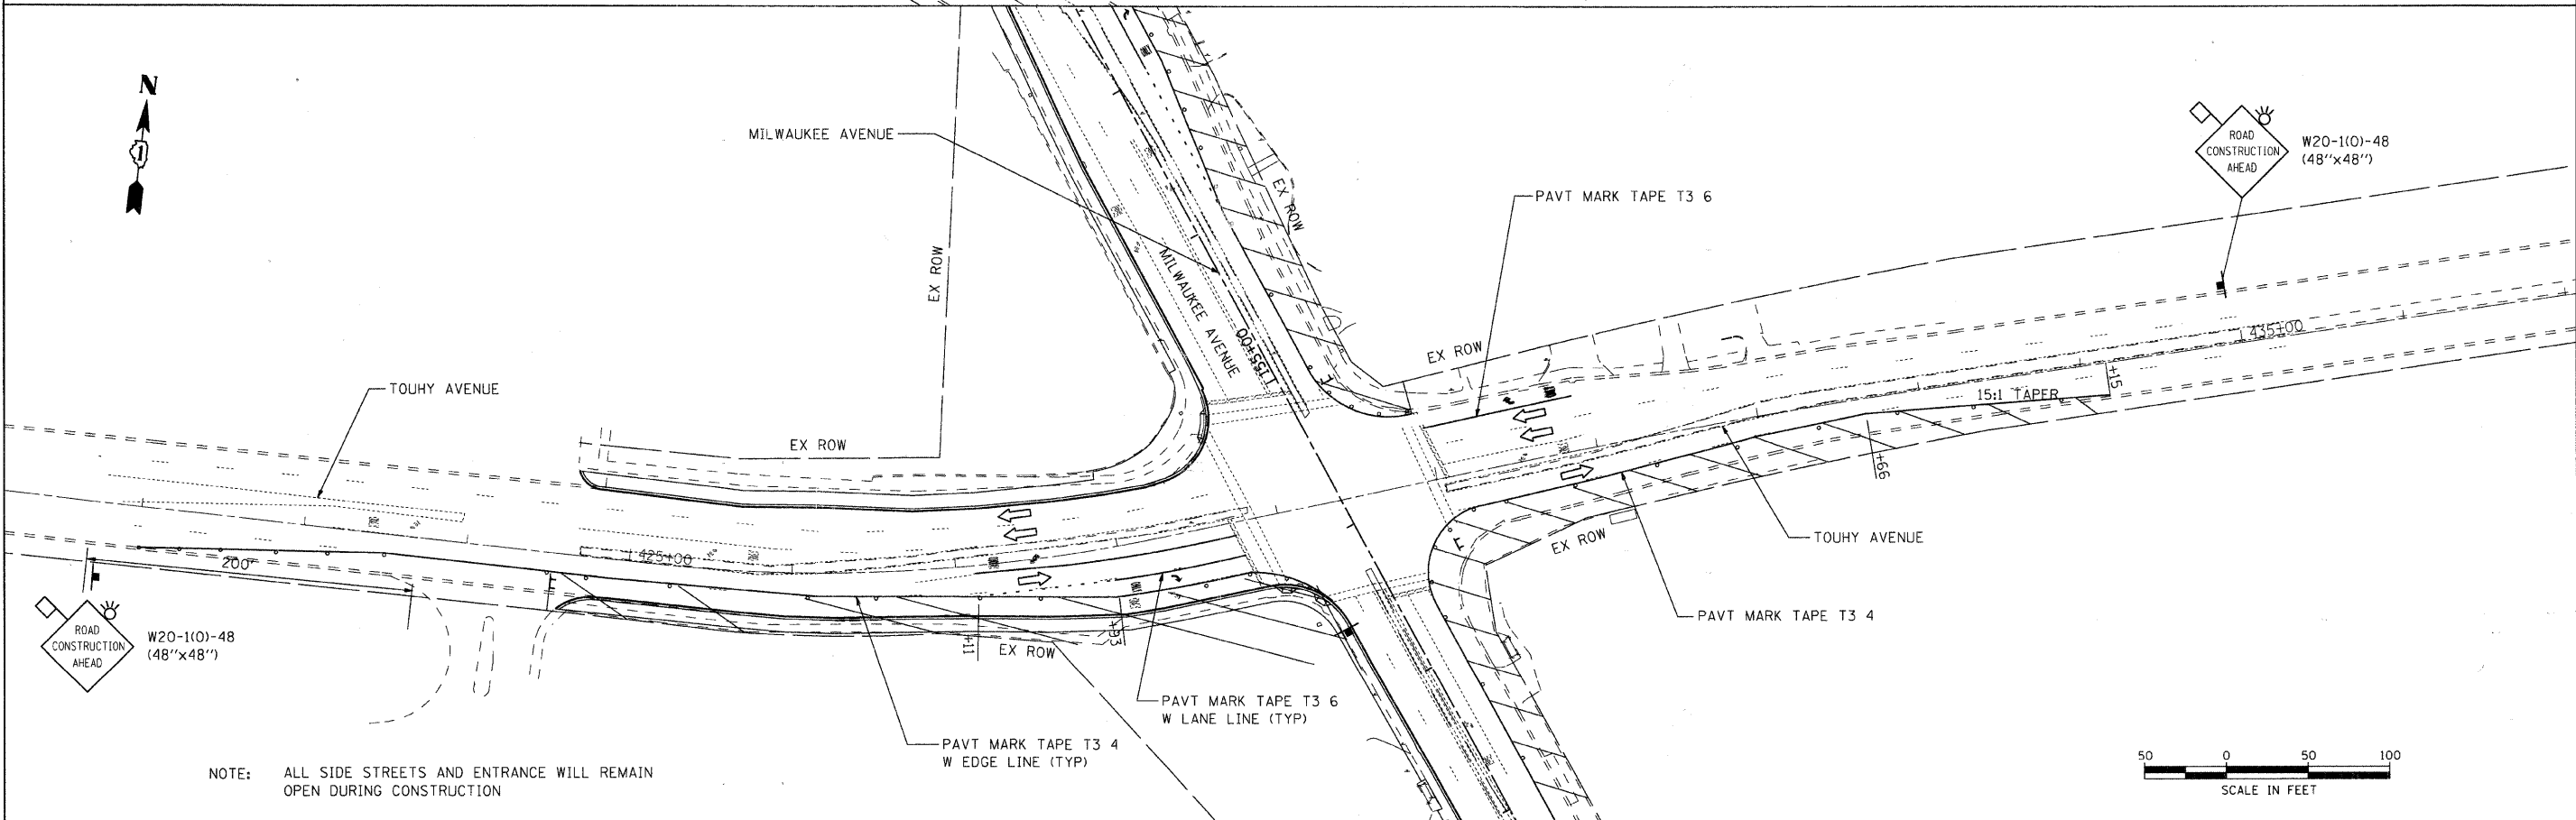 N
1
MILWAUKEE AVENUE
EX ROW
EX ROW
MILWAUKEE AVENUE
1155+00
PAVT MARK TAPE T3 6
ROAD
CONSTRUCTION
AHEAD
W20-1(O)-48
(48"x48")
EX ROW
435+00
+15
15:1 TAPER
+66
TOUHY AVENUE
EX ROW
425+00
200'
TOUHY AVENUE
EX ROW
PAVT MARK TAPE T3 4
ROAD
CONSTRUCTION
AHEAD
W20-1(O)-48
(48"x48")
+11
EX ROW
+93
PAVT MARK TAPE T3 6
W LANE LINE (TYP)
PAVT MARK TAPE T3 4
W EDGE LINE (TYP)
NOTE: ALL SIDE STREETS AND ENTRANCE WILL REMAIN
OPEN DURING CONSTRUCTION
50 0 50 100
SCALE IN FEET